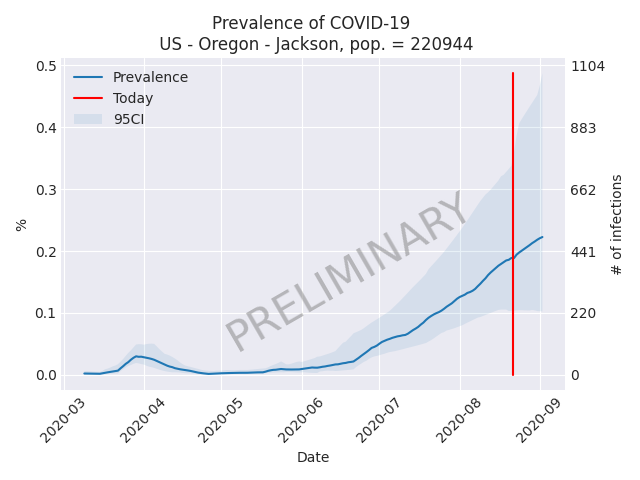 Prevalence of COVID-19
US - Oregon - Jackson, pop. = 220944
Prevalence
Today
95CI
PRELIMINARY
0.5
0.4
0.3
0.2
0.1
0.0
%
1104
883
662
441
220
0
# of infections
2020-03
2020-04
2020-05
2020-06
2020-07
2020-08
2020-09
Date